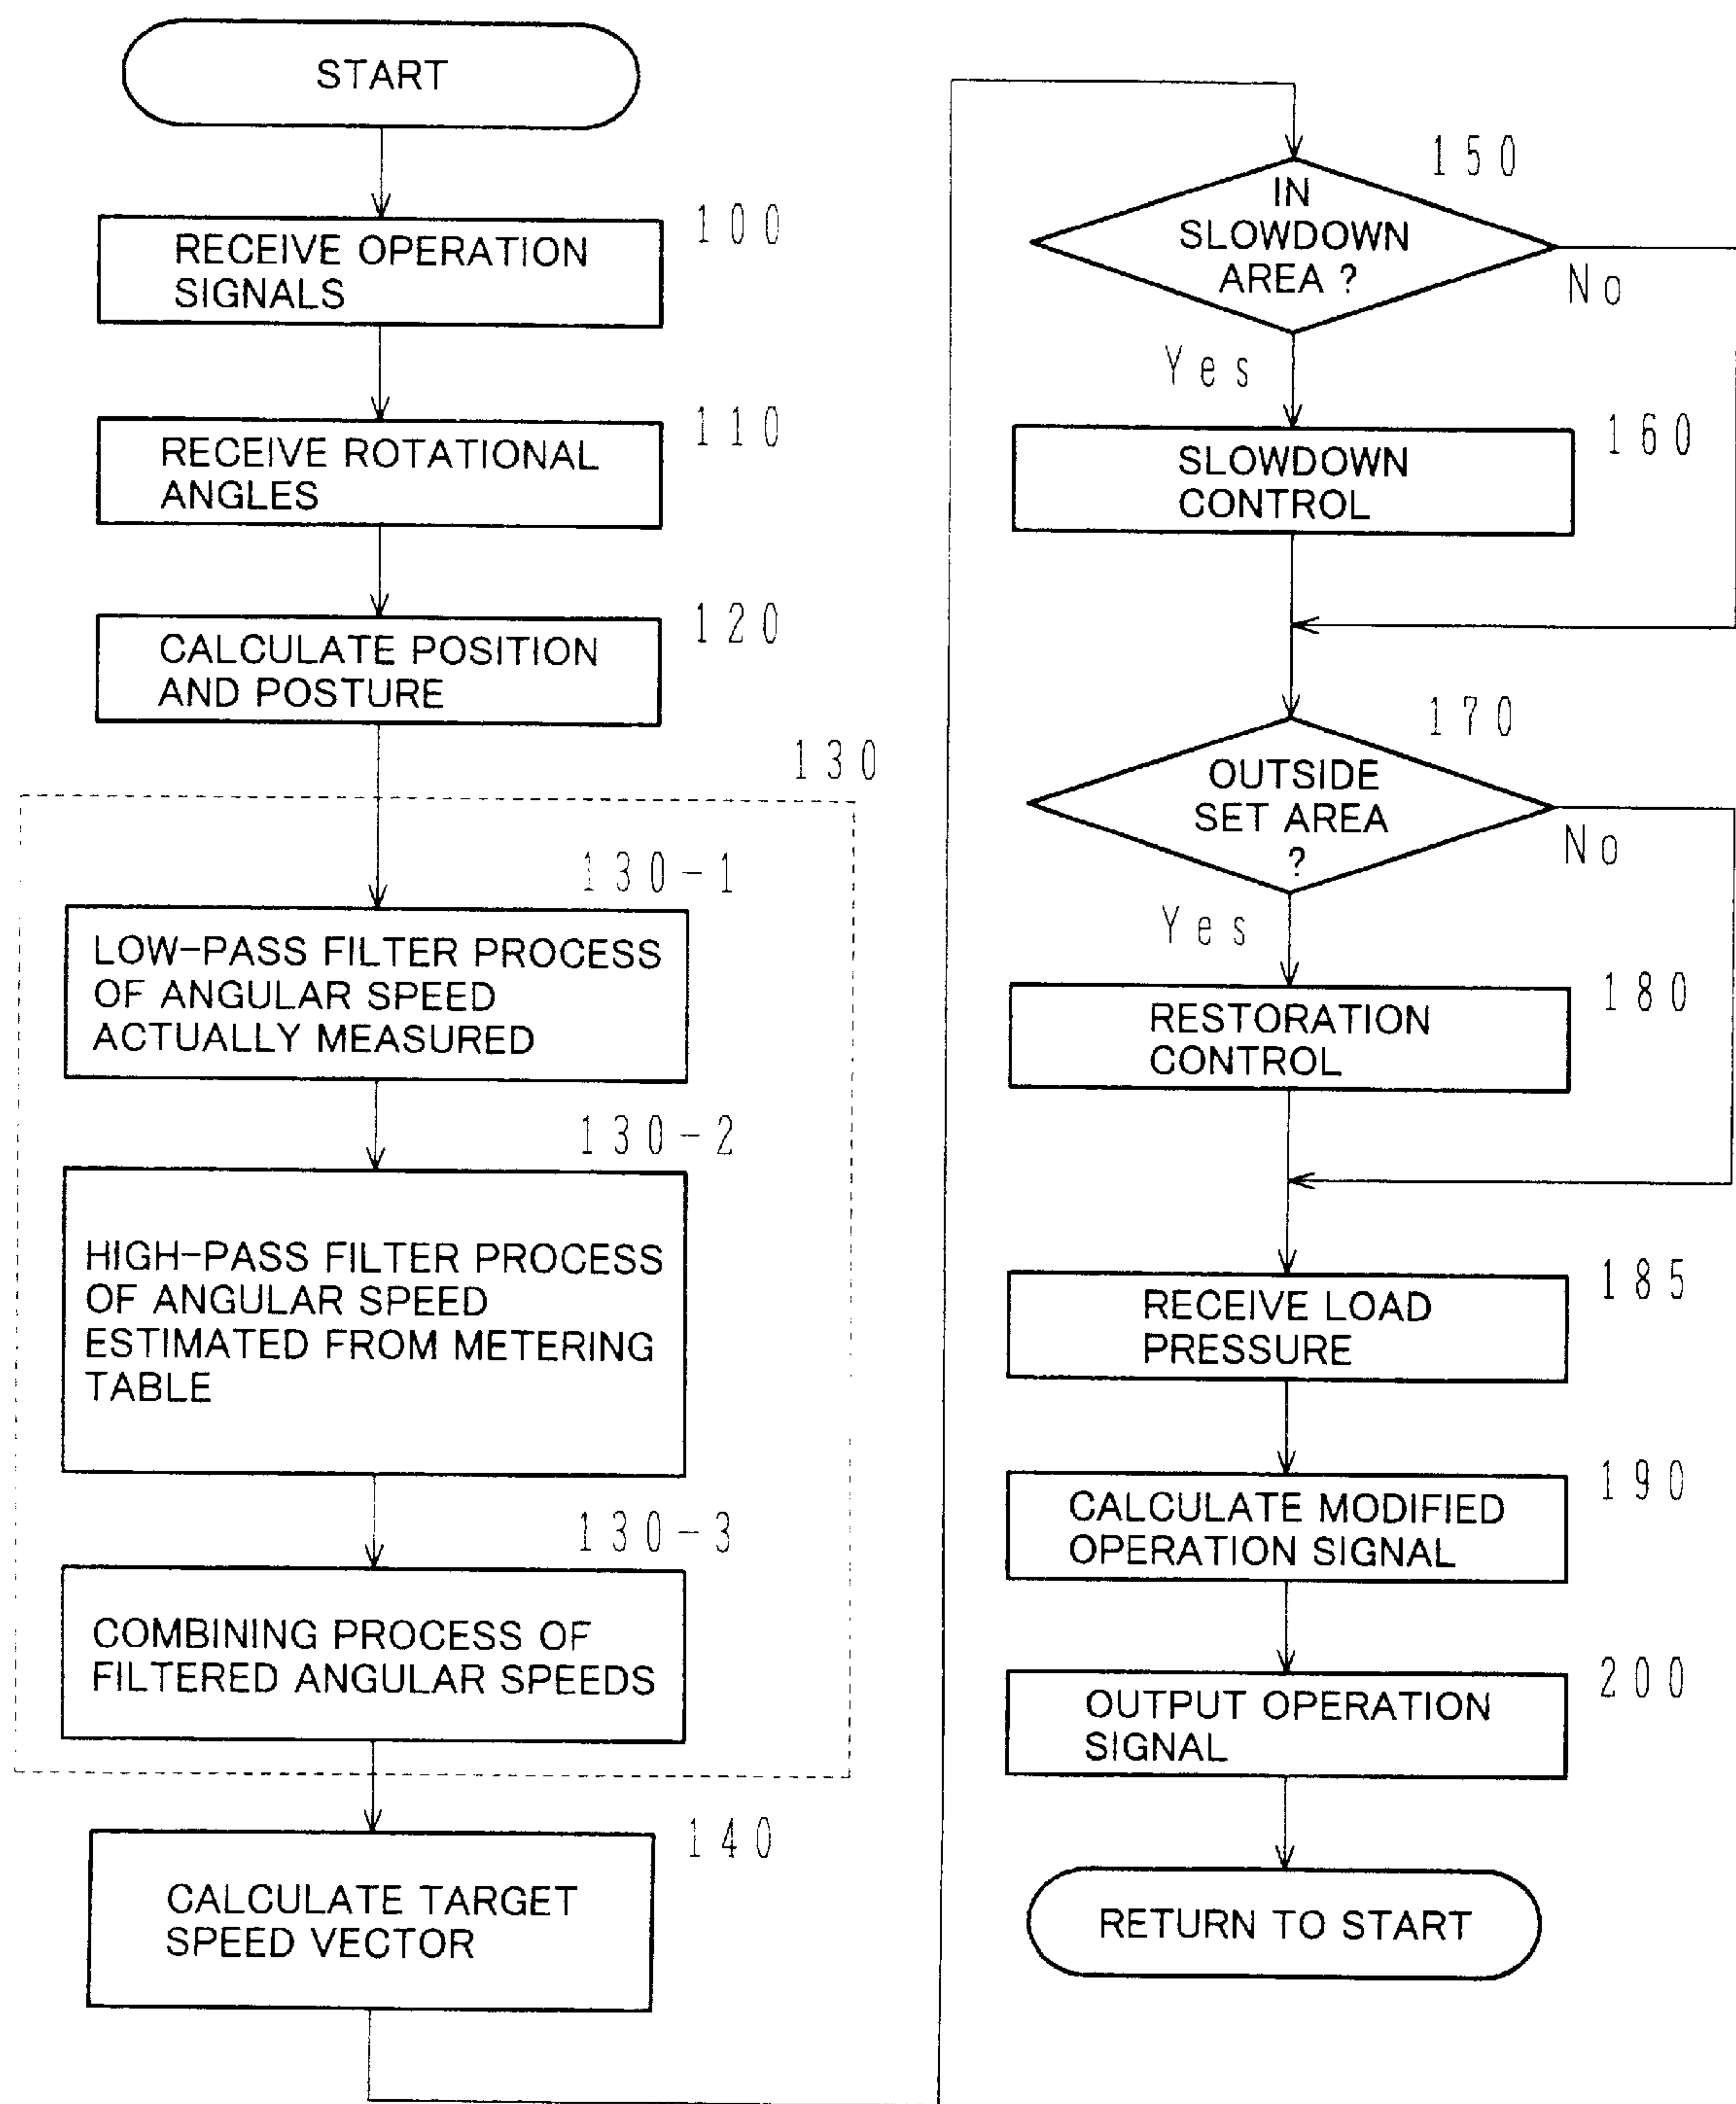 START
100
RECEIVE OPERATION
SIGNALS
110
RECEIVE ROTATIONAL
ANGLES
120
CALCULATE POSITION
AND POSTURE
130
130-1
LOW-PASS FILTER PROCESS
OF ANGULAR SPEED
ACTUALLY MEASURED
130-2
HIGH-PASS FILTER PROCESS
OF ANGULAR SPEED
ESTIMATED FROM METERING
TABLE
130-3
COMBINING PROCESS OF
FILTERED ANGULAR SPEEDS
140
CALCULATE TARGET
SPEED VECTOR
150
IN
SLOWDOWN
AREA ?
No
Yes
160
SLOWDOWN
CONTROL
170
OUTSIDE
SET AREA
?
No
Yes
180
RESTORATION
CONTROL
185
RECEIVE LOAD
PRESSURE
190
CALCULATE MODIFIED
OPERATION SIGNAL
200
OUTPUT OPERATION
SIGNAL
RETURN TO START